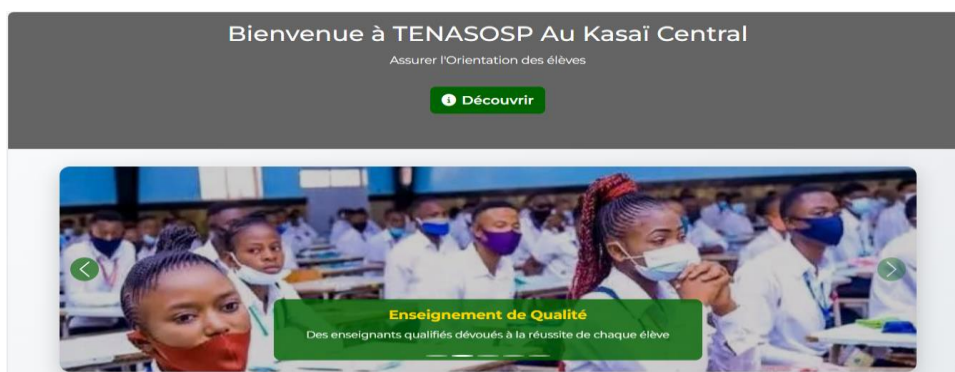 Bienvenue à TENASOSP Au Kasaï Central
Assurer l'Orientation des élèves
Découvrir
Enseignement de Qualité
Des enseignants qualifiés dévoués à la réussite de chaque élève